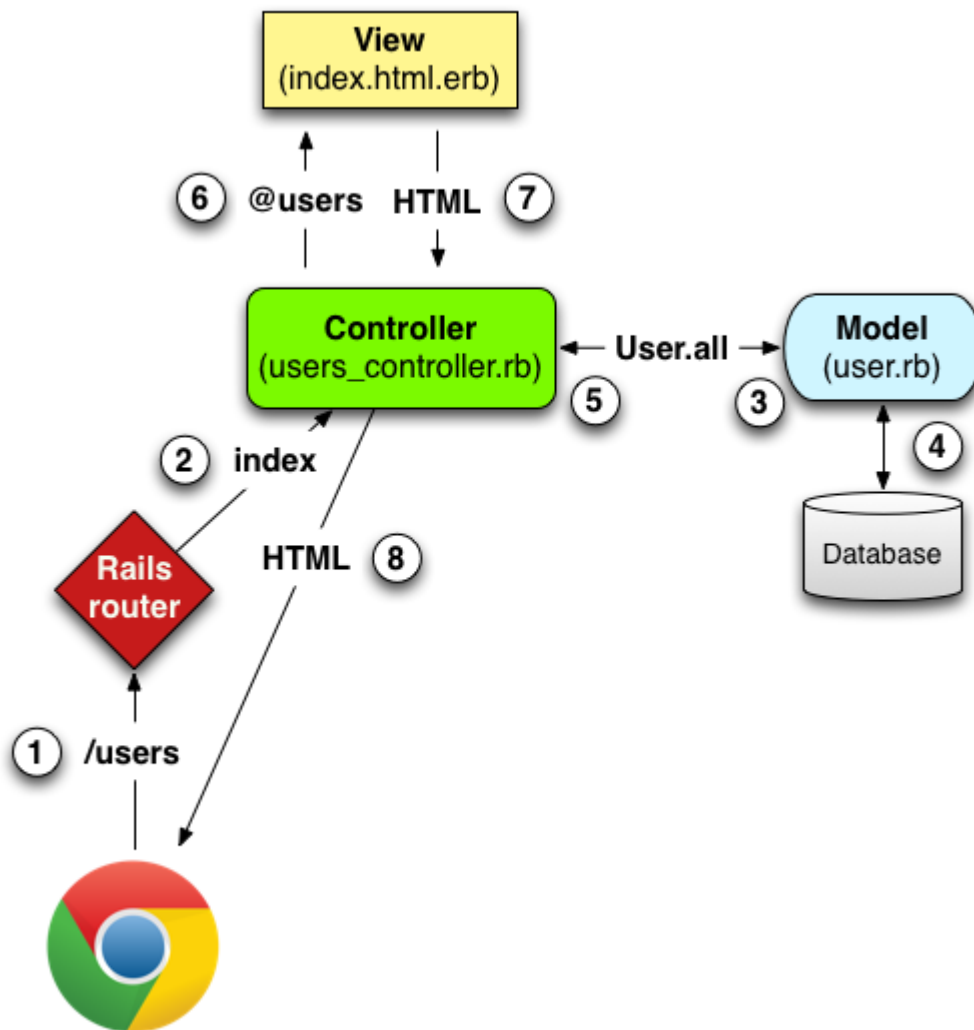 View
(index.html.erb)
6 @users HTML 7
Controller
(users_controller.rb)
User.all
Model
(user.rb)
5
3
4
2 index
Database
HTML 8
Rails
router
1 /users